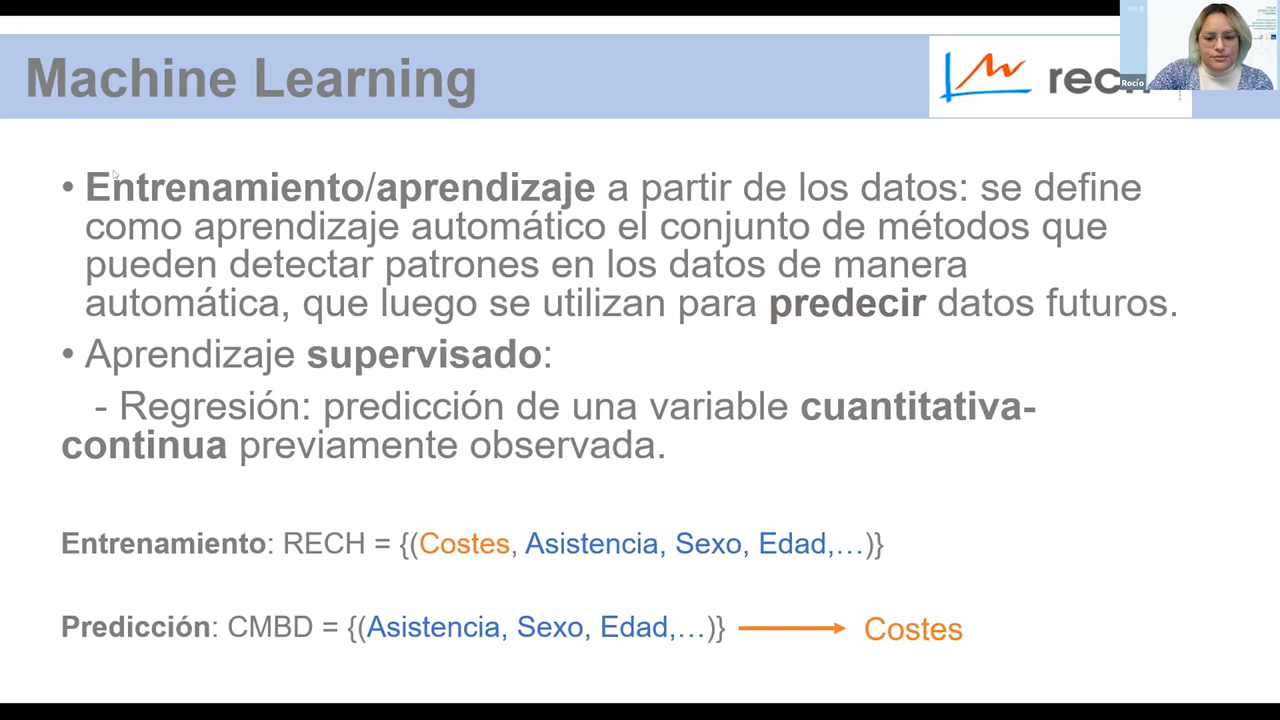 Machine Learning
Rocío
• Entrenamiento/aprendizaje a partir de los datos: se define
como aprendizaje automático el conjunto de métodos que
pueden detectar patrones en los datos de manera
automática, que luego se utilizan para predecir datos futuros.
• Aprendizaje supervisado:
- Regresión: predicción de una variable cuantitativa-
continua previamente observada.
Entrenamiento: RECH = {(Costes, Asistencia, Sexo, Edad,…)}
Predicción: CMBD = {(Asistencia, Sexo, Edad,…)}
Costes